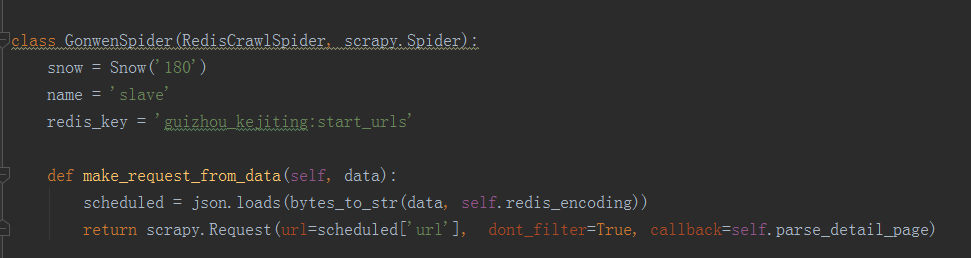 class GonwenSpider(RedisCrawlSpider, scrapy.Spider):
snow = Snow('180')
name = 'slave'
redis_key = 'guizhou_kejiting:start_urls'
def make_request_from_data(self, data):
scheduled = json.loads(bytes_to_str(data, self.redis_encoding))
return scrapy.Request(url=scheduled['url'], dont_filter=True, callback=self.parse_detail_page)